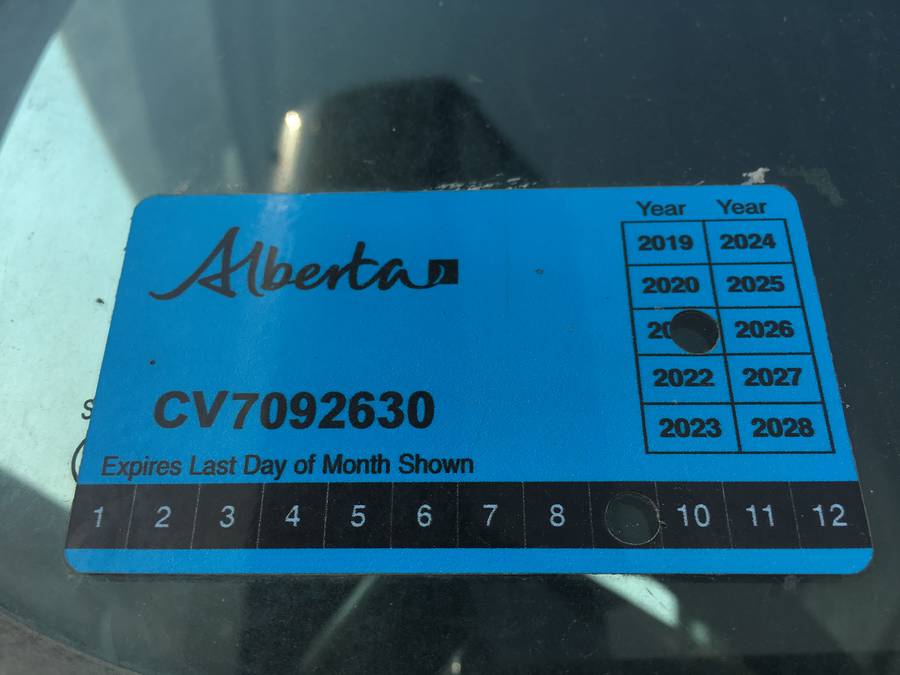 Alberta
Year Year
2019 2024
2020 2025
20 2026
2022 2027
2023 2028
CV7092630
Expires Last Day of Month Shown
1 2 3 4 5 6 7 8 10 11 12